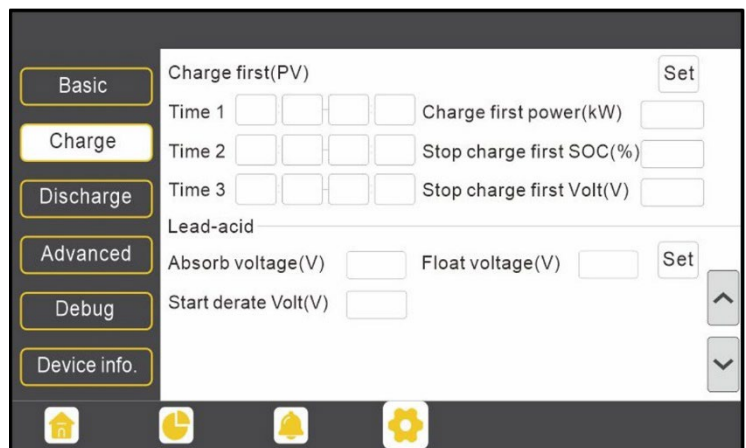 Basic
Charge
Discharge
Advanced
Debug
Device info.
Charge first(PV) Set
Time 1 : - : Charge first power(kW)
Time 2 : - : Stop charge first SOC(%)
Time 3 : - : Stop charge first Volt(V)
Lead-acid
Absorb voltage(V) Float voltage(V) Set
Start derate Volt(V)